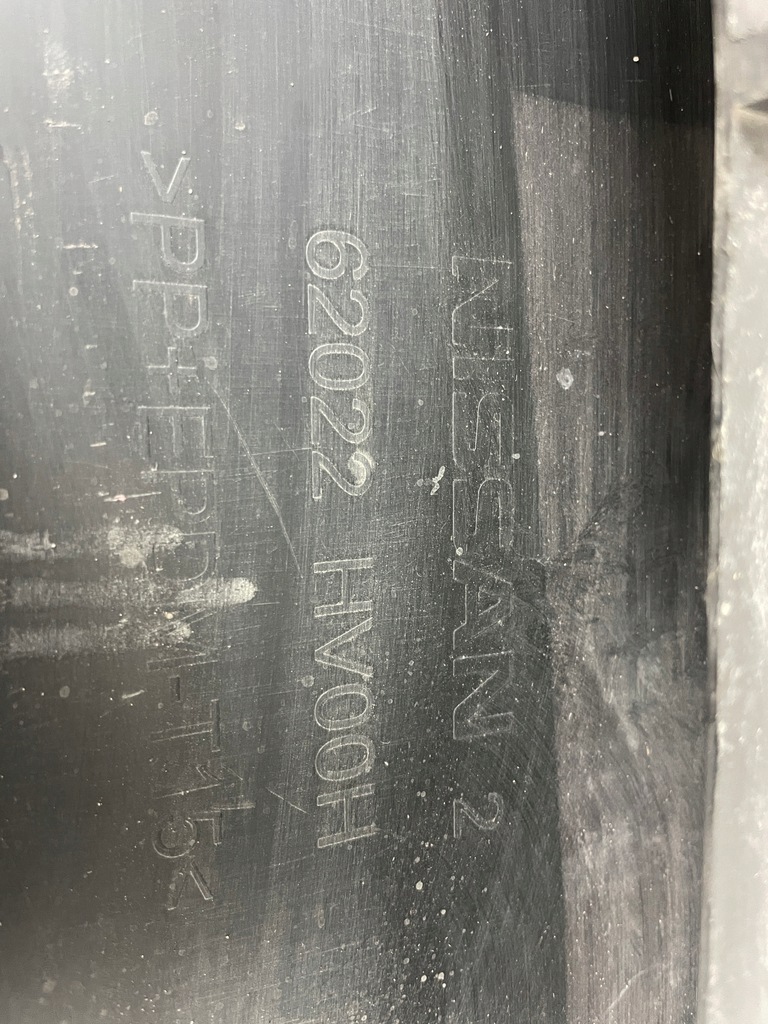 NISSAN 2
62022 HV00H
>PP+EPDM-T15<